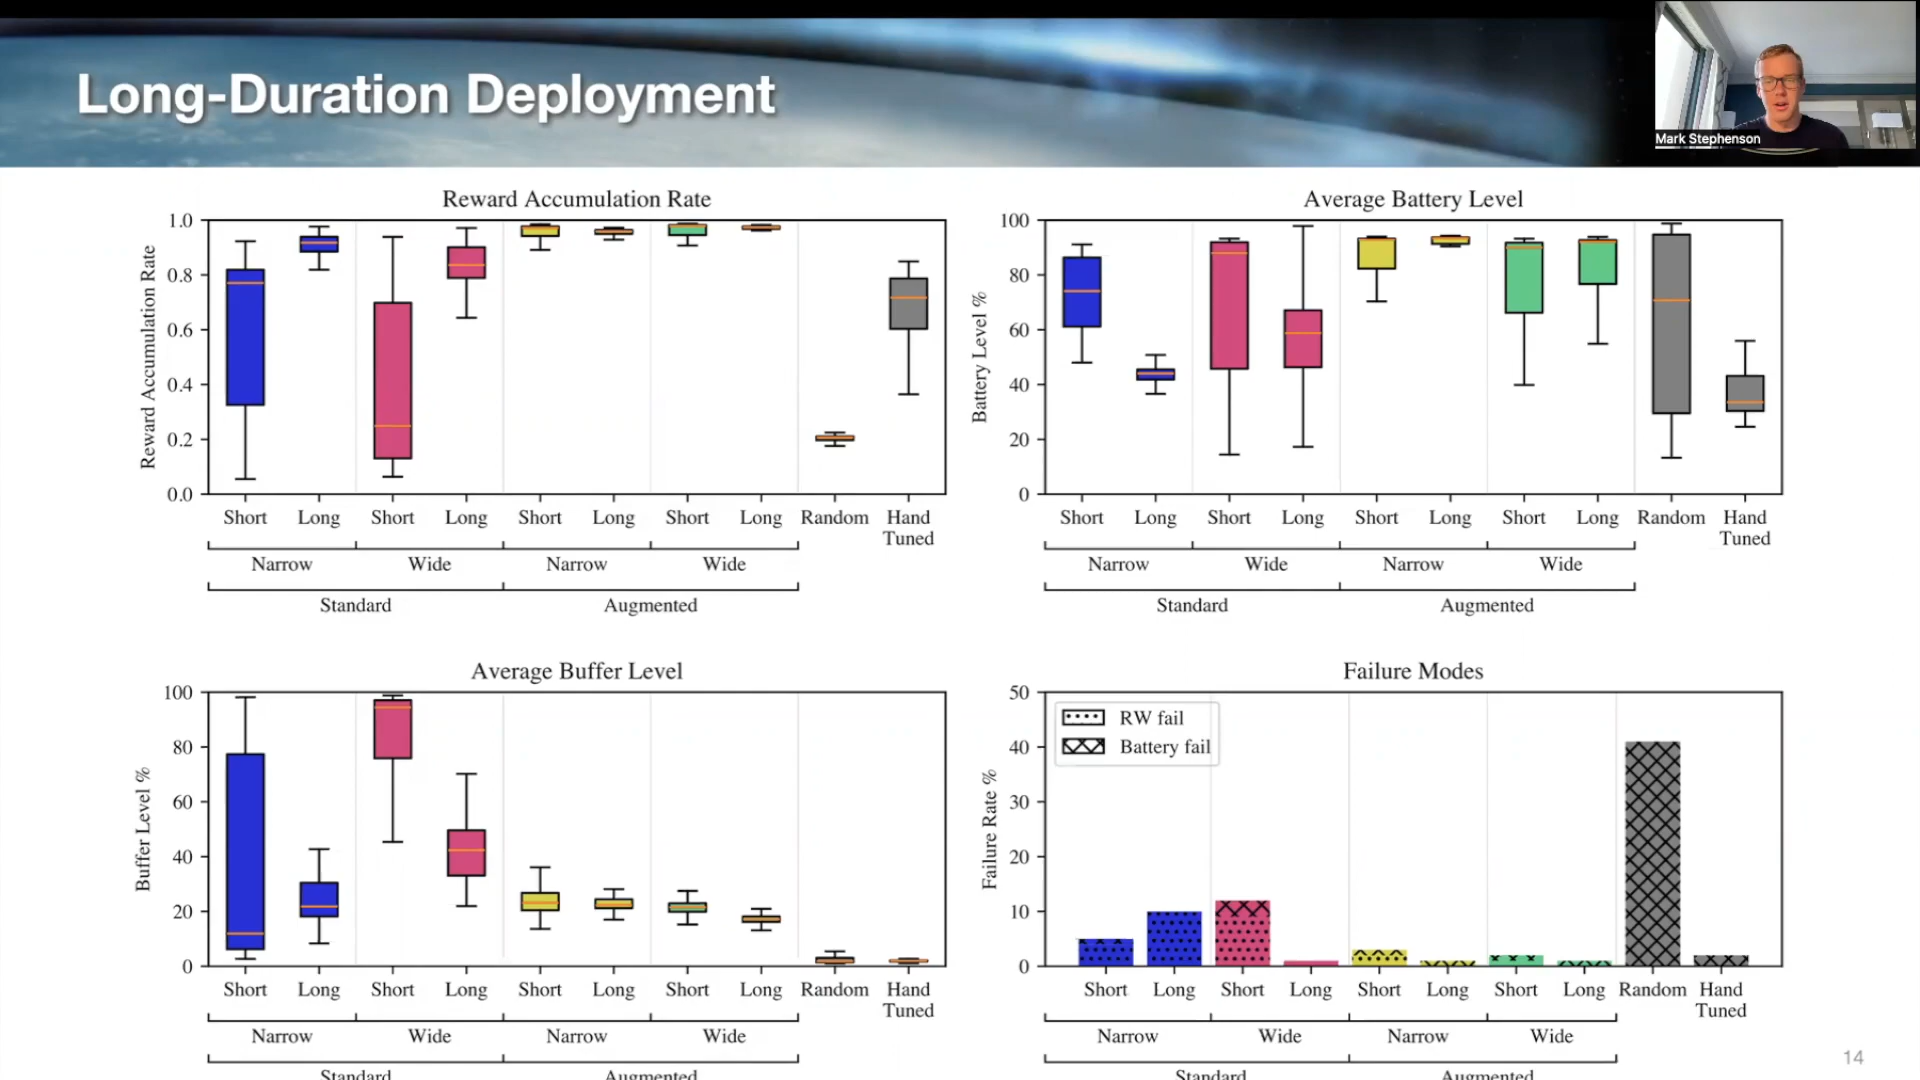 Long-Duration Deployment
Mark Stephenson
Reward Accumulation Rate
1.0
0.8
0.6
0.4
0.2
0.0
Reward Accumulation Rate
Short Long Short Long Short Long Short Long Random Hand
Tuned
Narrow Wide Narrow Wide
Standard Augmented
Average Battery Level
100
80
60
40
20
0
Battery Level %
Short Long Short Long Short Long Short Long Random Hand
Tuned
Narrow Wide Narrow Wide
Standard Augmented
Average Buffer Level
100
80
60
40
20
0
Buffer Level %
Short Long Short Long Short Long Short Long Random Hand
Tuned
Narrow Wide Narrow Wide
Standard Augmented
Failure Modes
50
40
30
20
10
0
Failure Rate %
RW fail
Battery fail
Short Long Short Long Short Long Short Long Random Hand
Tuned
Narrow Wide Narrow Wide
Standard Augmented
14